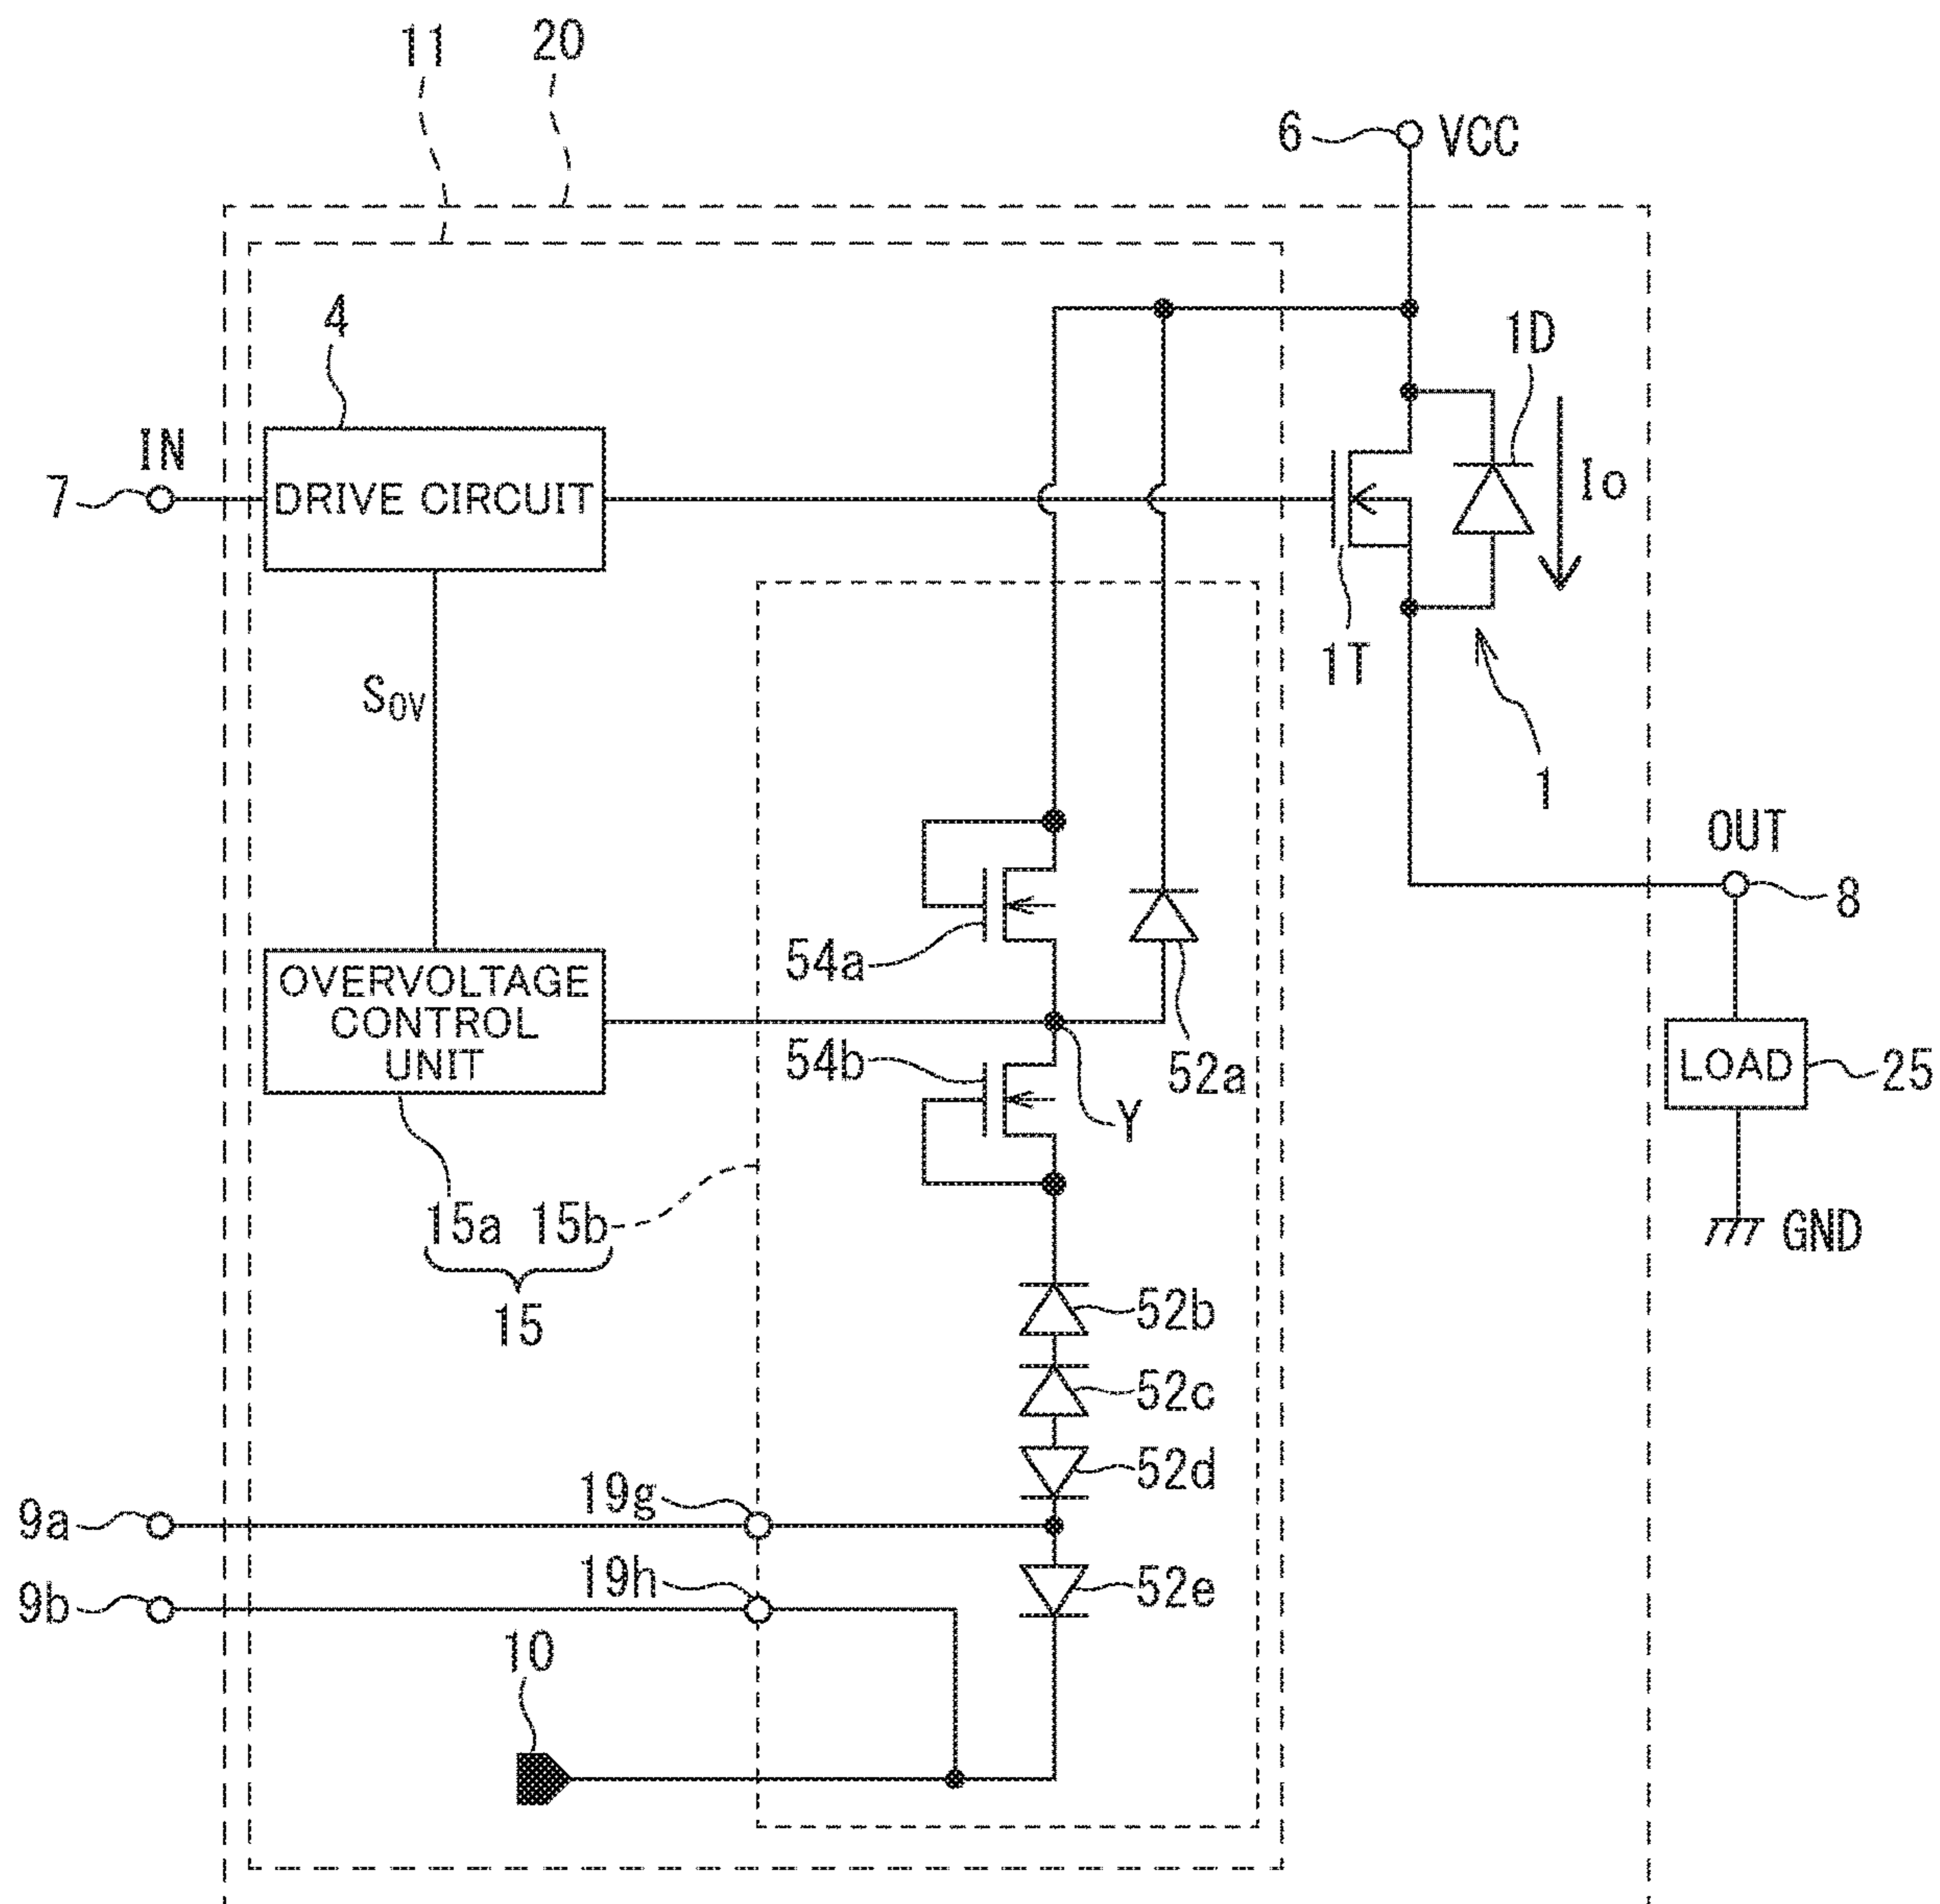 11
20
6
VCC
4
1D
IN
7
DRIVE CIRCUIT
Io
1T
SOV
1
OUT
8
54a
OVERVOLTAGE
CONTROL
UNIT
54b
52a
LOAD
25
Y
15a
15b
GND
15
52b
52c
52d
9a
19g
52e
9b
19h
10